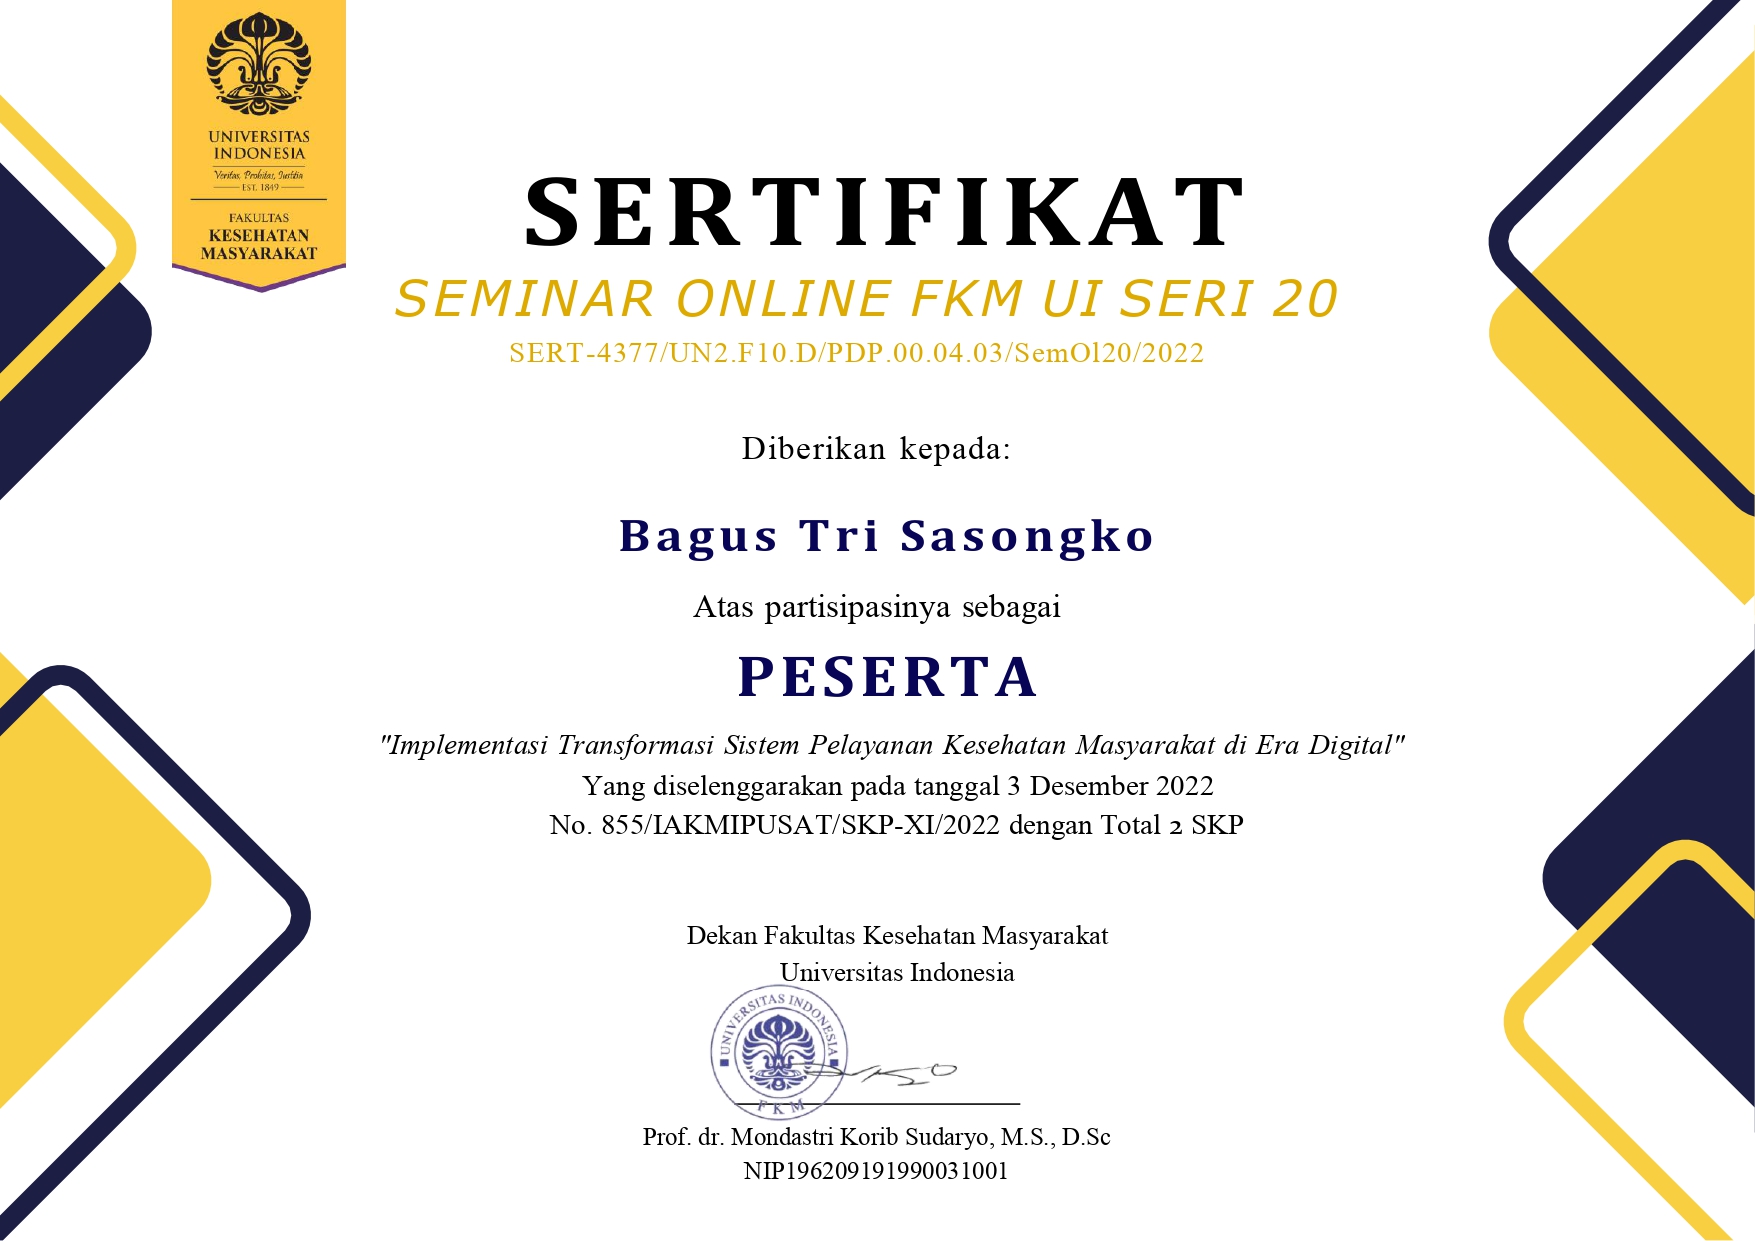 UNIVERSITAS
INDONESIA
Veritas, Probitas, Iustitia
EST. 1849
FAKULTAS
KESEHATAN
MASYARAKAT
SERTIFIKAT
SEMINAR ONLINE FKM UI SERI 20
SERT-4377/UN2.F10.D/PDP.00.04.03/SemOl20/2022
Diberikan kepada:
Bagus Tri Sasongko
Atas partisipasinya sebagai
PESERTA
"Implementasi Transformasi Sistem Pelayanan Kesehatan Masyarakat di Era Digital"
Yang diselenggarakan pada tanggal 3 Desember 2022
No. 855/IAKMIPUSAT/SKP-XI/2022 dengan Total 2 SKP
Dekan Fakultas Kesehatan Masyarakat
Universitas Indonesia
UNIVERSITAS INDONESIA
FKM
Prof. dr. Mondastri Korib Sudaryo, M.S., D.Sc
NIP196209191990031001